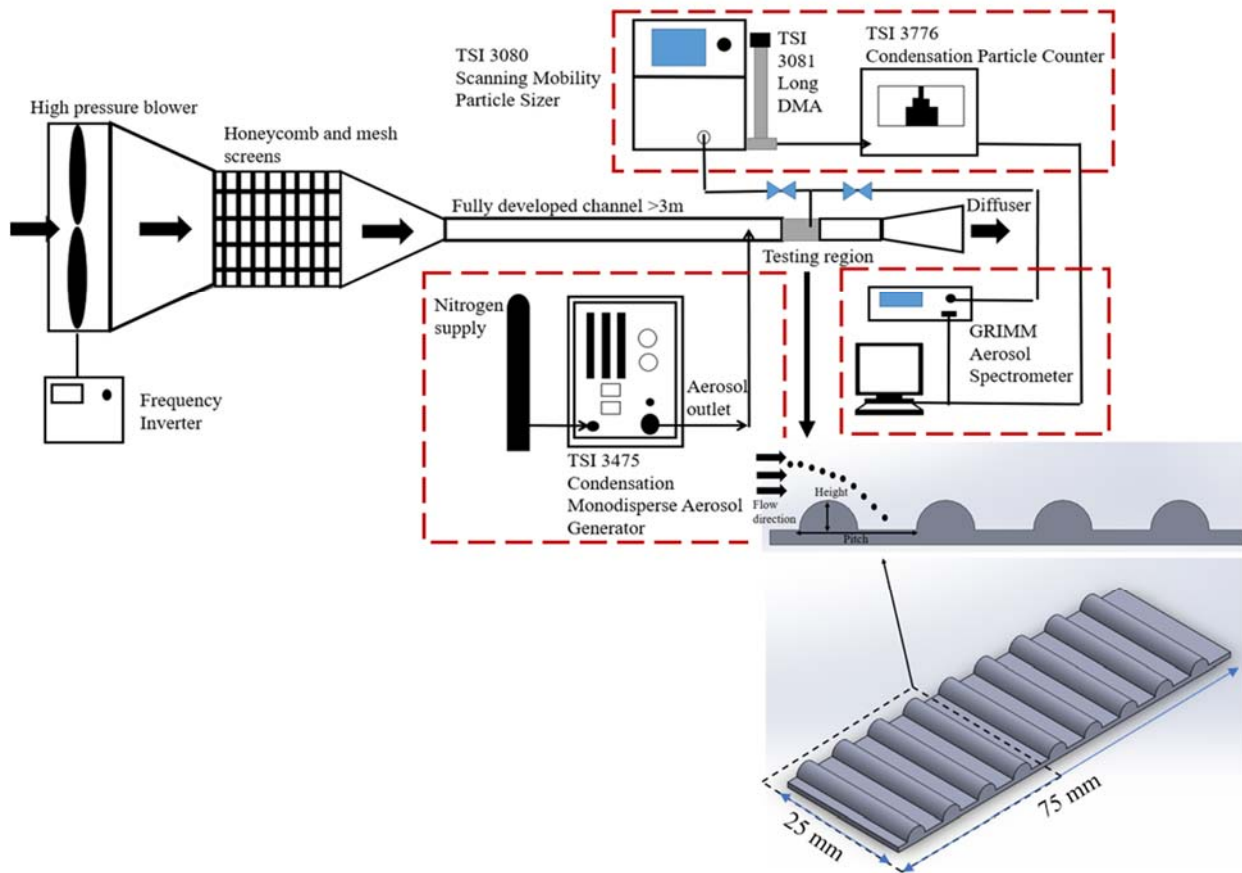 TSI 3080
Scanning Mobility
Particle Sizer
TSI
3081
Long
DMA
TSI 3776
Condensation Particle Counter
High pressure blower
Honeycomb and mesh
screens
Fully developed channel >3m
Diffuser
Testing region
Frequency
Inverter
Nitrogen
supply
Aerosol
outlet
TSI 3475
Condensation
Monodisperse Aerosol
Generator
GRIMM
Aerosol
Spectrometer
Flow
direction
Height
Pitch
25 mm
75 mm